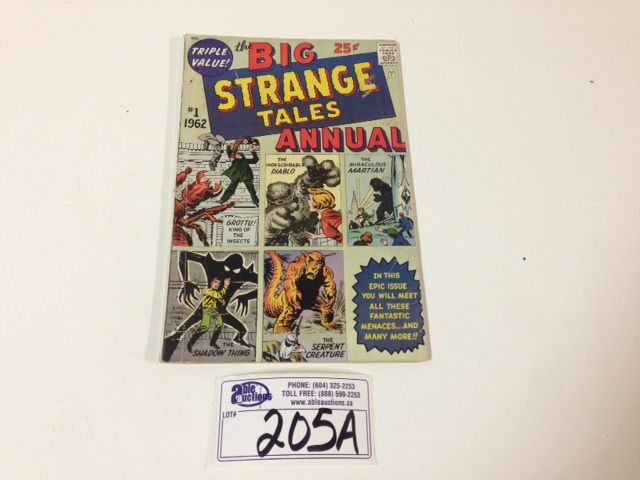 TRIPLE
VALUE!
the BIG
25¢
STRANGE
TALES
ANNUAL
#1
1962
GROTTU!
KING OF
THE
INSECTS
THE
INDESCRIBABLE
DIABLO
THE
MIRACULOUS
MARTIAN
THE
SHADOW THING
THE
SERPENT
CREATURE
IN THIS
EPIC ISSUE
YOU WILL MEET
ALL THESE
FANTASTIC
MENACES...AND
MANY MORE!!
able
auctions
PHONE: (604) 325-2253
TOLL FREE: (888) 599-2253
www.ableauctions.ca
LOT#
205A